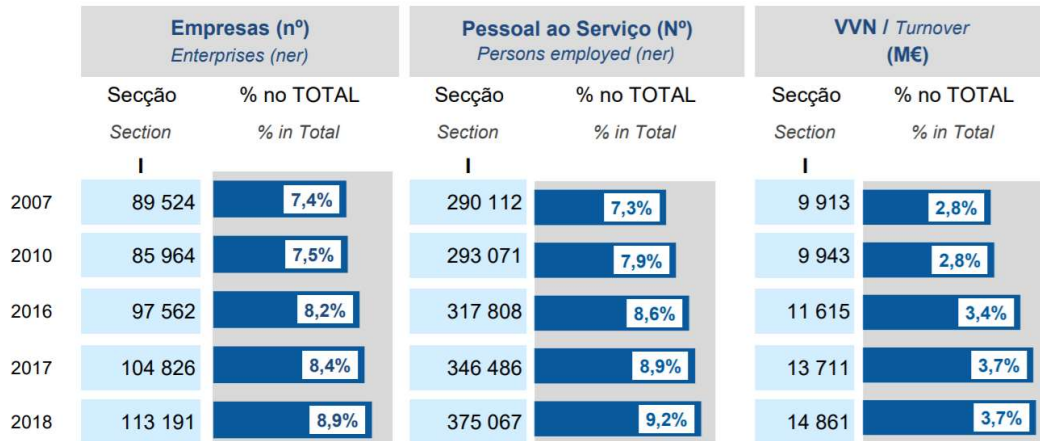 Empresas (nº)
Enterprises (ner)
Pessoal ao Serviço (Nº)
Persons employed (ner)
VVN / Turnover
(M€)
Secção % no TOTAL Secção % no TOTAL Secção % no TOTAL
Section % in Total Section % in Total Section % in Total
I I I
2007 89 524 7,4% 290 112 7,3% 9 913 2,8%
2010 85 964 7,5% 293 071 7,9% 9 943 2,8%
2016 97 562 8,2% 317 808 8,6% 11 615 3,4%
2017 104 826 8,4% 346 486 8,9% 13 711 3,7%
2018 113 191 8,9% 375 067 9,2% 14 861 3,7%